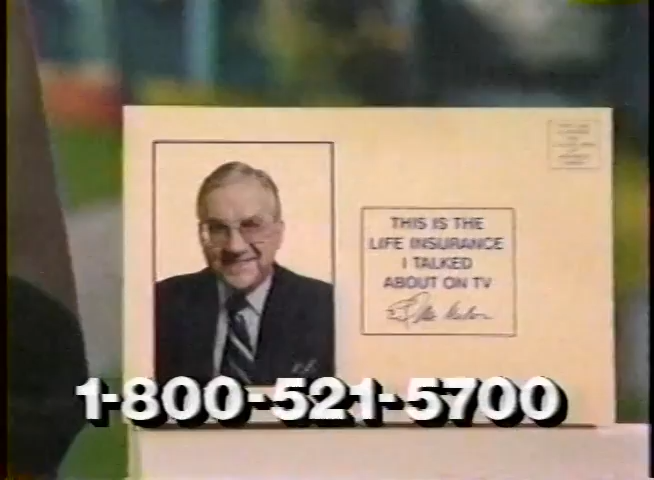 THIS IS THE
LIFE INSURANCE
I TALKED
ABOUT ON TV
1-800-521-5700